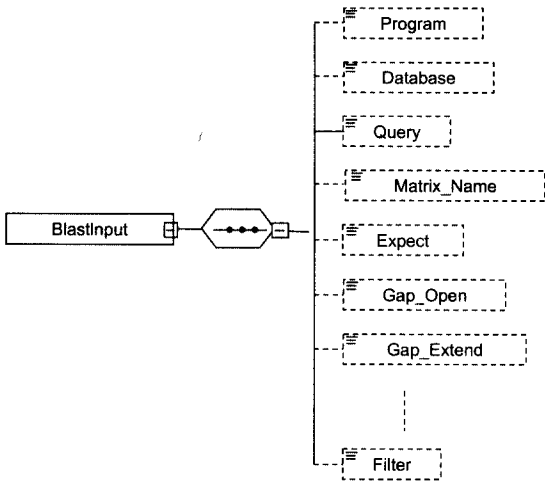 Program
Database
Query
Matrix_Name
BlastInput
Expect
Gap_Open
Gap_Extend
Filter